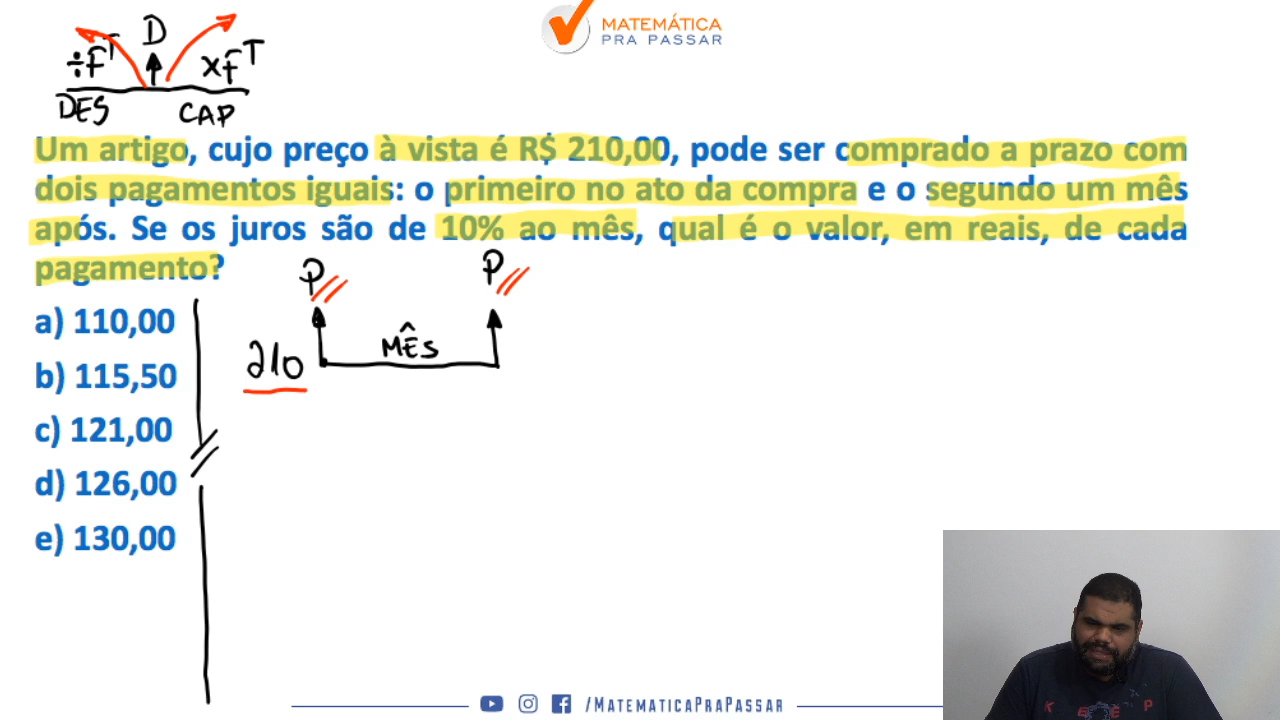 MATEMÁTICA
PRA PASSAR
D
÷f^T xf^T
DES CAP
Um artigo, cujo preço à vista é R$ 210,00, pode ser comprado a prazo com
dois pagamentos iguais: o primeiro no ato da compra e o segundo um mês
após. Se os juros são de 10% ao mês, qual é o valor, em reais, de cada
pagamento?
P P
a) 110,00
210 MÊS
b) 115,50
c) 121,00
d) 126,00
e) 130,00
K E E P
/MATEMATICAPRAPASSAR